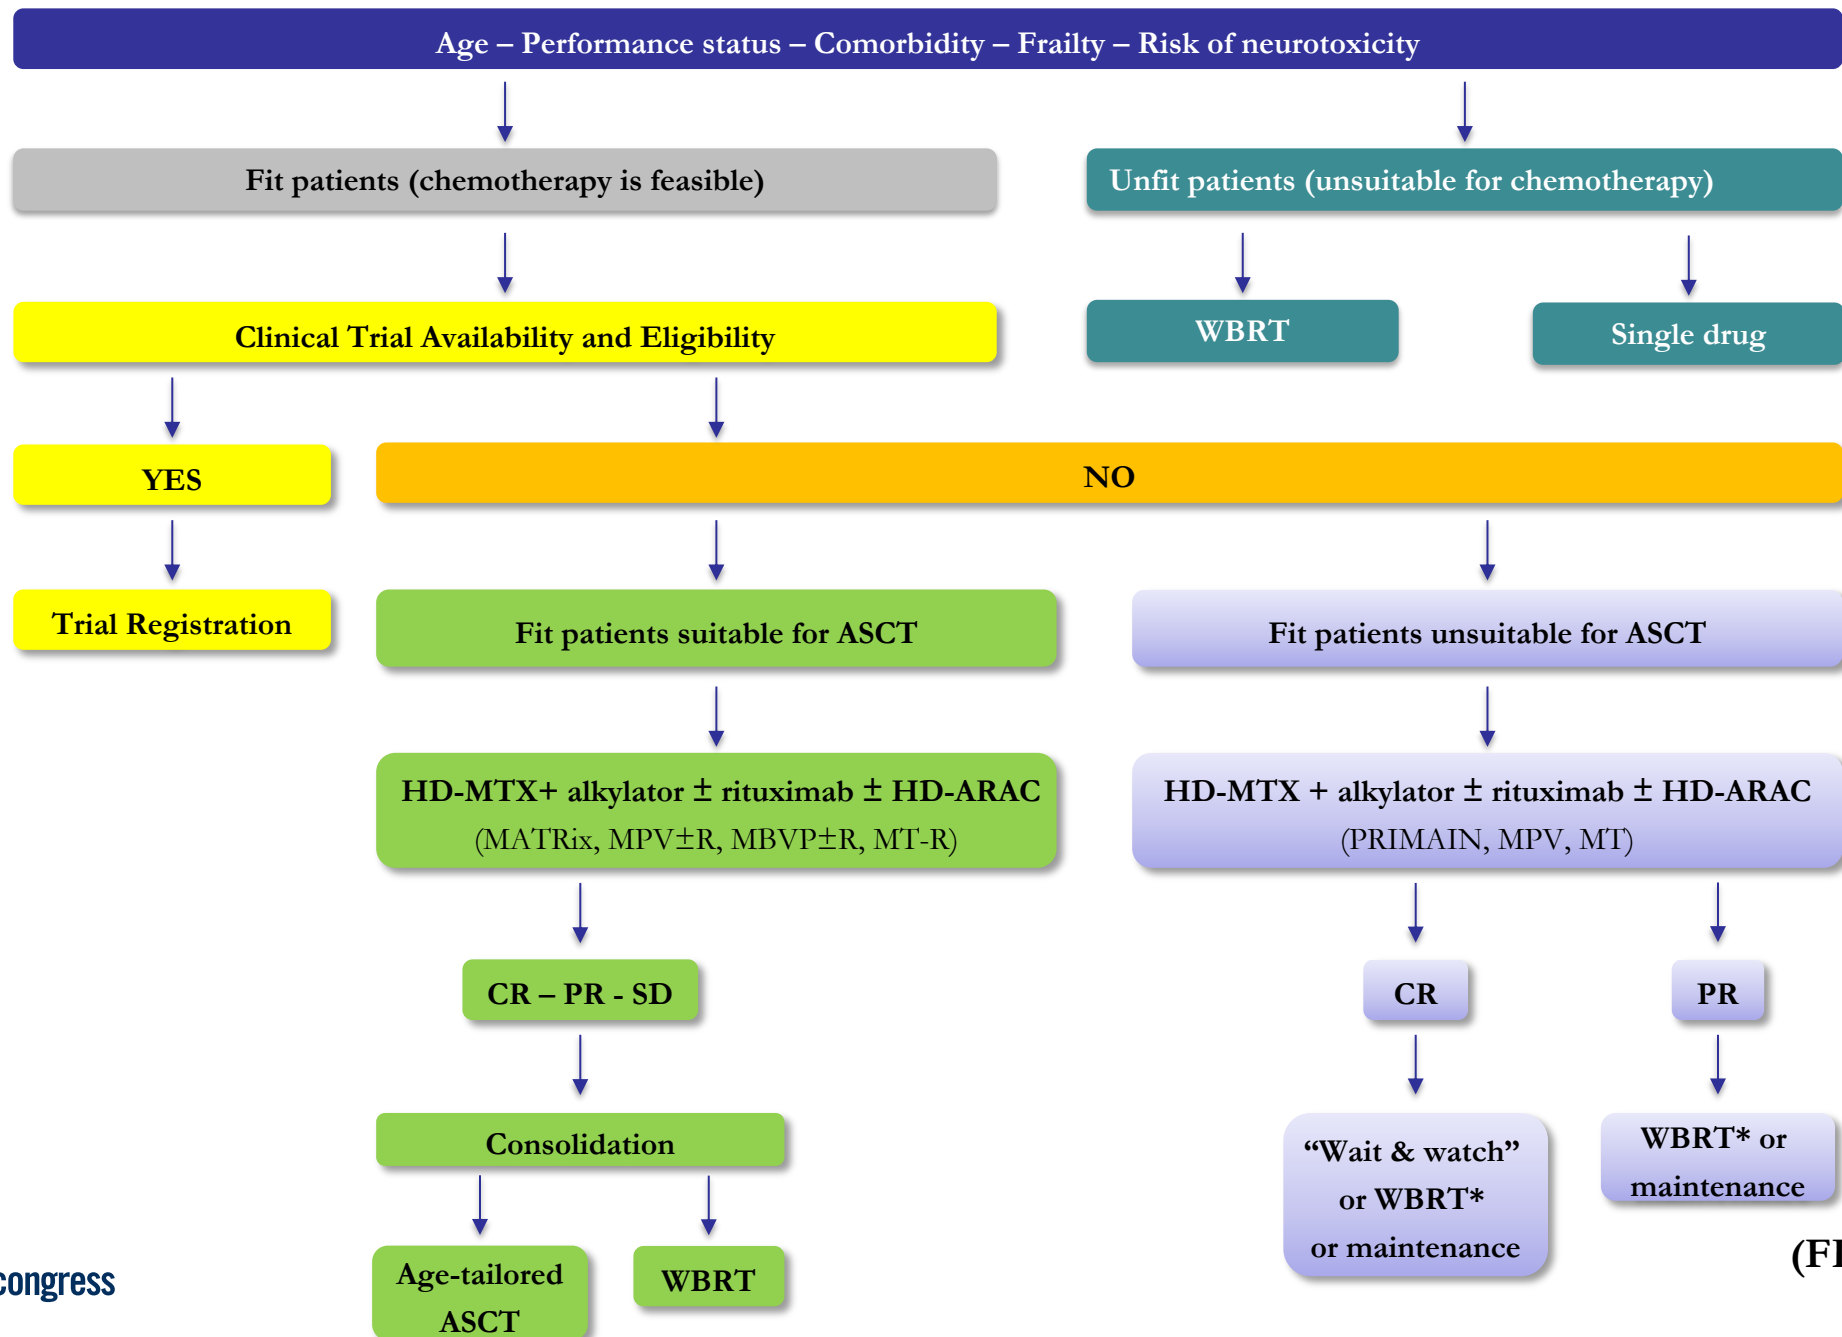 Age – Performance status – Comorbidity – Frailty – Risk of neurotoxicity
Fit patients (chemotherapy is feasible)
Unfit patients (unsuitable for chemotherapy)
Clinical Trial Availability and Eligibility
WBRT
Single drug
YES
NO
Trial Registration
Fit patients suitable for ASCT
Fit patients unsuitable for ASCT
HD-MTX+ alkylator ± rituximab ± HD-ARAC
(MATRix, MPV±R, MBVP±R, MT-R)
HD-MTX + alkylator ± rituximab ± HD-ARAC
(PRIMAIN, MPV, MT)
CR – PR - SD
CR
PR
Consolidation
“Wait & watch”
or WBRT*
or maintenance
WBRT* or
maintenance
Age-tailored
ASCT
WBRT
congress